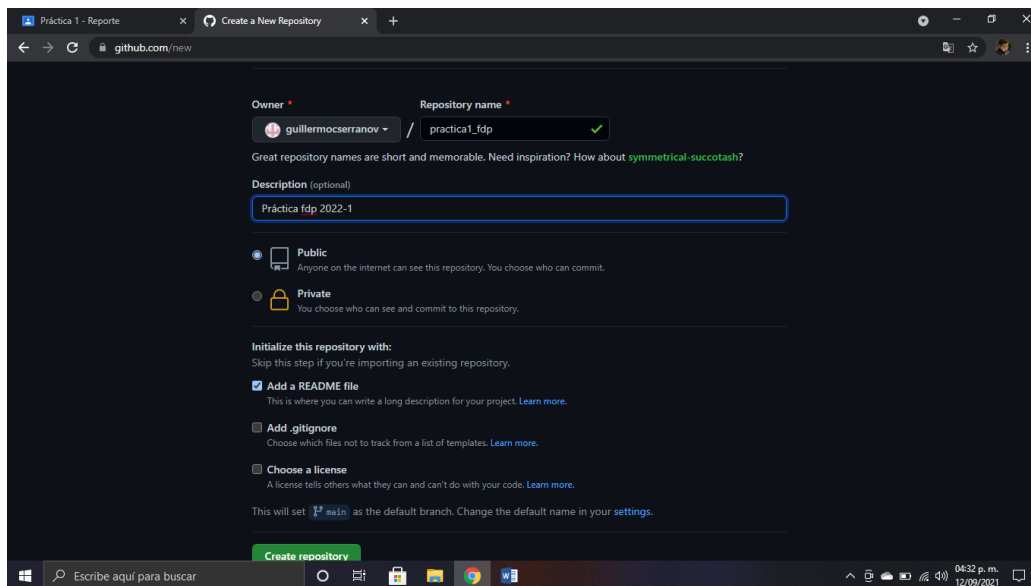 Práctica 1 - Reporte
Create a New Repository
github.com/new
Owner *
Repository name *
guillermocserranov / practica1_fdp
Great repository names are short and memorable. Need inspiration? How about symmetrical-succotash?
Description (optional)
Práctica fdp 2022-1
Public
Anyone on the internet can see this repository. You choose who can commit.
Private
You choose who can see and commit to this repository.
Initialize this repository with:
Skip this step if you're importing an existing repository.
Add a README file
This is where you can write a long description for your project. Learn more.
Add .gitignore
Choose which files not to track from a list of templates. Learn more.
Choose a license
A license tells others what they can and can't do with your code. Learn more.
This will set main as the default branch. Change the default name in your settings.
Create repository
Escribe aquí para buscar
04:32 p. m.
12/09/2021